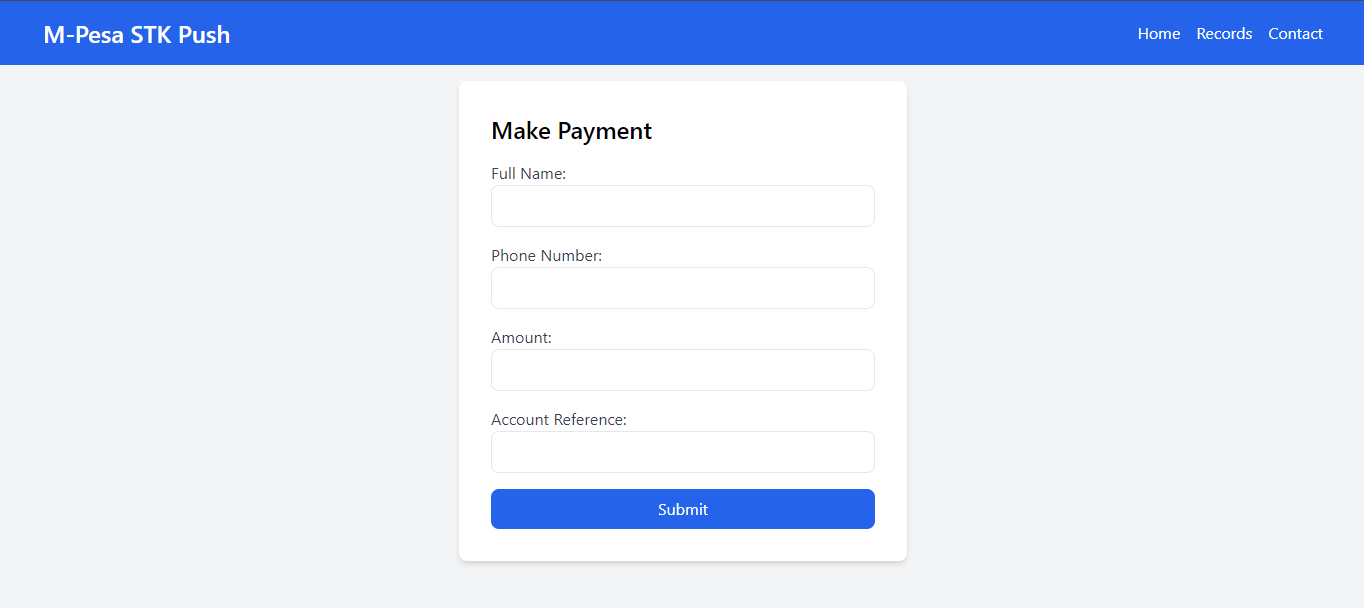 M-Pesa STK Push
Home Records Contact
Make Payment
Full Name:
Phone Number:
Amount:
Account Reference:
Submit